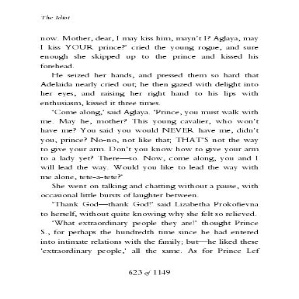 The Idiot
now. Mother, dear, I may kiss him, mayn't I? Aglaya, may
I kiss YOUR prince?' cried the young rogue, and sure
enough she skipped up to the prince and kissed his
forehead.
He seized her hands, and pressed them so hard that
Adelaida nearly cried out; he then gazed with delight into
her eyes, and raising her right hand to his lips with
enthusiasm, kissed it three times.
'Come along,' said Aglaya. 'Prince, you must walk with
me. May he, mother? This young cavalier, who won't
have me? You said you would NEVER have me, didn't
you, prince? No—no, not like that; THAT'S not the way
to give your arm. Don't you know how to give your arm
to a lady yet? There—so. Now, come along, you and I
will lead the way. Would you like to lead the way with
me alone, tete-a-tete?'
She went on talking and chatting without a pause, with
occasional little bursts of laughter between.
'Thank God—thank God!' said Lizabetha Prokofievna
to herself, without quite knowing why she felt so relieved.
'What extraordinary people they are!' thought Prince
S., for perhaps the hundredth time since he had entered
into intimate relations with the family; but—he liked these
'extraordinary people,' all the same. As for Prince Lef
623 of 1149